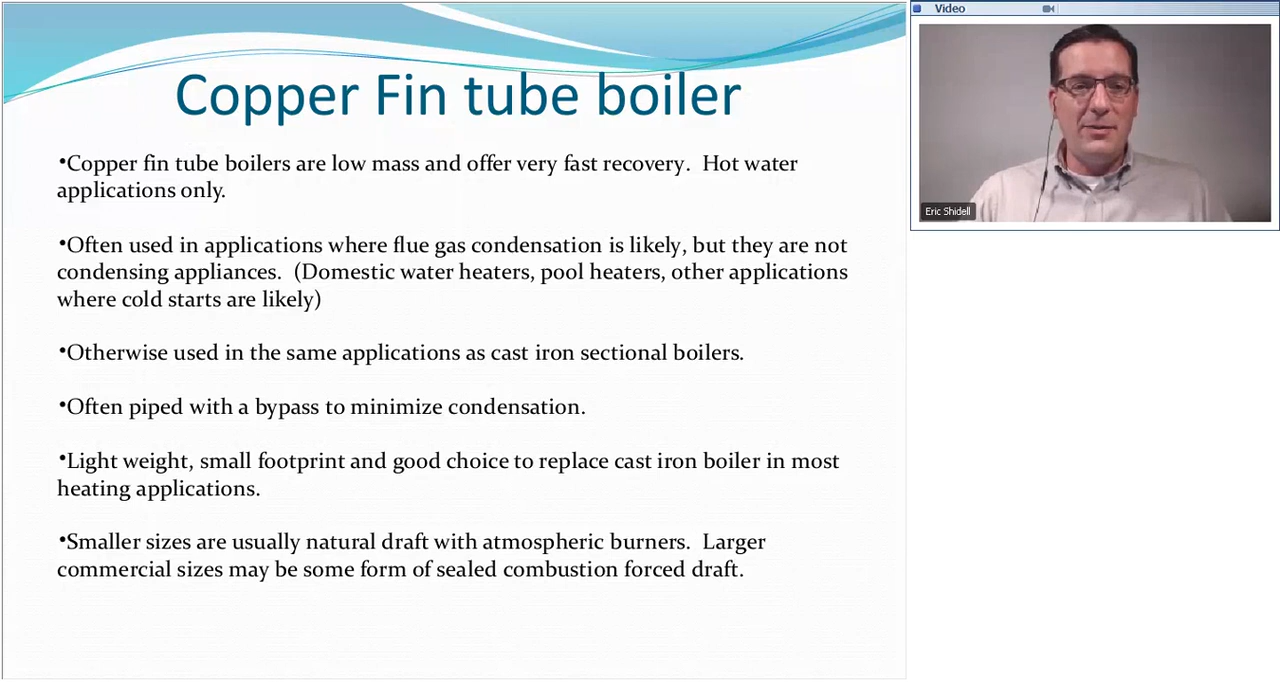 Video
Copper Fin tube boiler
•Copper fin tube boilers are low mass and offer very fast recovery.  Hot water
applications only.
•Often used in applications where flue gas condensation is likely, but they are not
condensing appliances.  (Domestic water heaters, pool heaters, other applications
where cold starts are likely)
•Otherwise used in the same applications as cast iron sectional boilers.
•Often piped with a bypass to minimize condensation.
•Light weight, small footprint and good choice to replace cast iron boiler in most
heating applications.
•Smaller sizes are usually natural draft with atmospheric burners.  Larger
commercial sizes may be some form of sealed combustion forced draft.
Eric Shidell